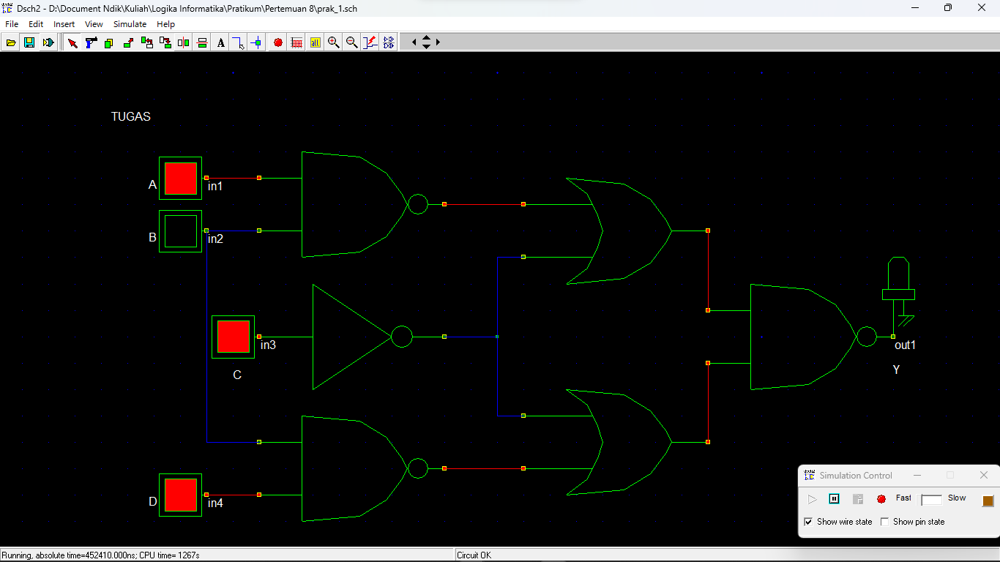 Dsch2 - D:\Document Ndik\Kuliah\Logika Informatika\Pratikum\Pertemuan 8\prak_1.sch
File Edit Insert View Simulate Help
TUGAS
A in1
B in2
in3
C
D in4
out1
Y
Simulation Control
Fast Slow
Show wire state Show pin state
Running, absolute time=452410.000ns; CPU time= 1267s
Circuit OK